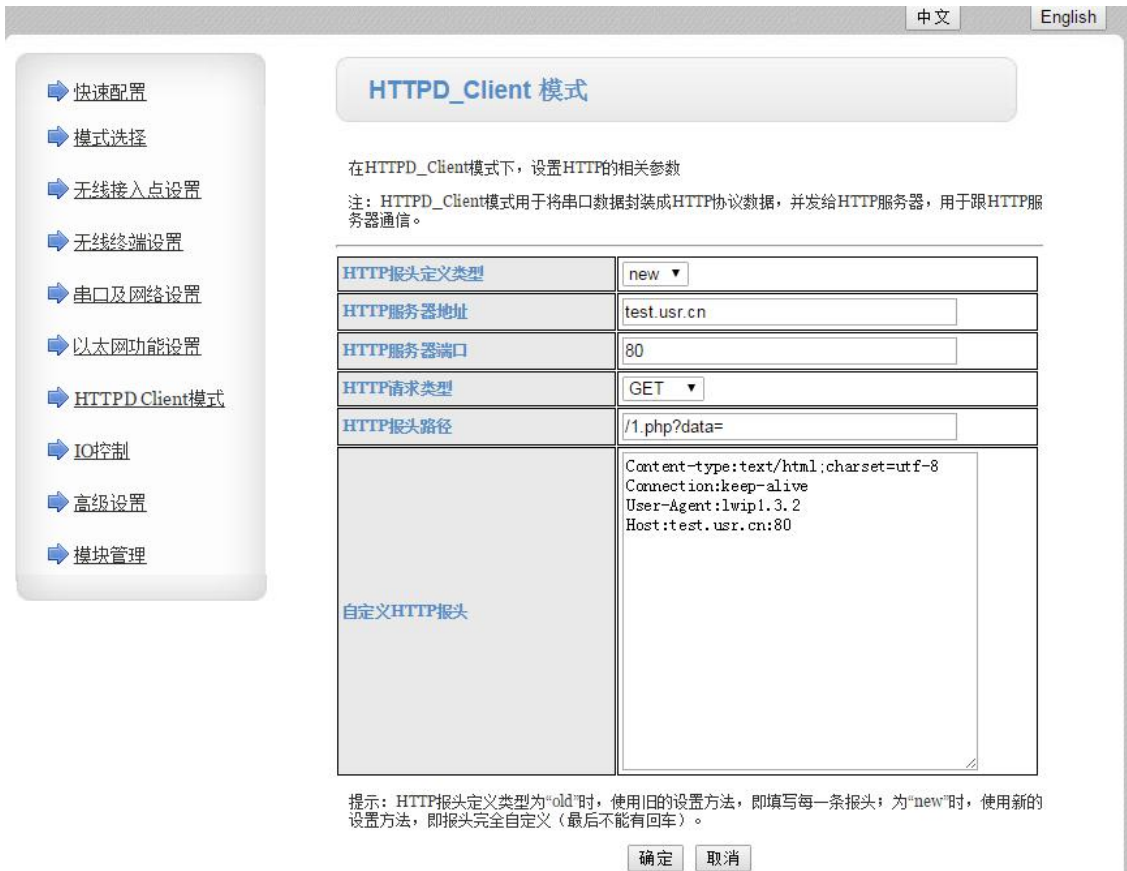 中文
English
快速配置
模式选择
无线接入点设置
无线终端设置
串口及网络设置
以太网功能设置
HTTPD Client模式
IO控制
高级设置
模块管理
HTTPD_Client 模式
在HTTPD_Client模式下，设置HTTP的相关参数
注：HTTPD_Client模式用于将串口数据封装成HTTP协议数据，并发给HTTP服务器，用于跟HTTP服
务器通信。
HTTP报头定义类型
new
HTTP服务器地址
test.usr.cn
HTTP服务器端口
80
HTTP请求类型
GET
HTTP报头路径
/1.php?data=
自定义HTTP报头
Content-type:text/html;charset=utf-8
Connection:keep-alive
User-Agent:lwip1.3.2
Host:test.usr.cn:80
提示：HTTP报头定义类型为“old”时，使用旧的设置方法，即填写每一条报头；为“new”时，使用新的
设置方法，即报头完全自定义（最后不能有回车）。
确定
取消